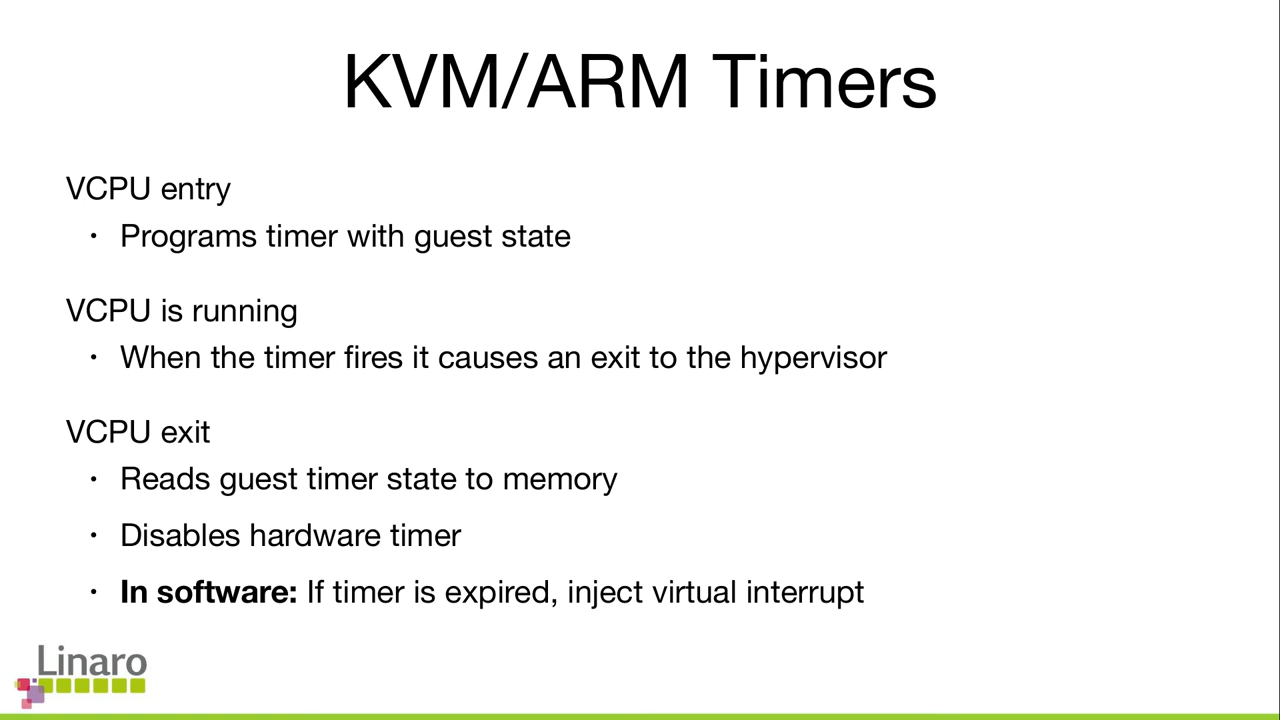 KVM/ARM Timers
VCPU entry
· Programs timer with guest state
VCPU is running
· When the timer fires it causes an exit to the hypervisor
VCPU exit
· Reads guest timer state to memory
· Disables hardware timer
· In software: If timer is expired, inject virtual interrupt
Linaro